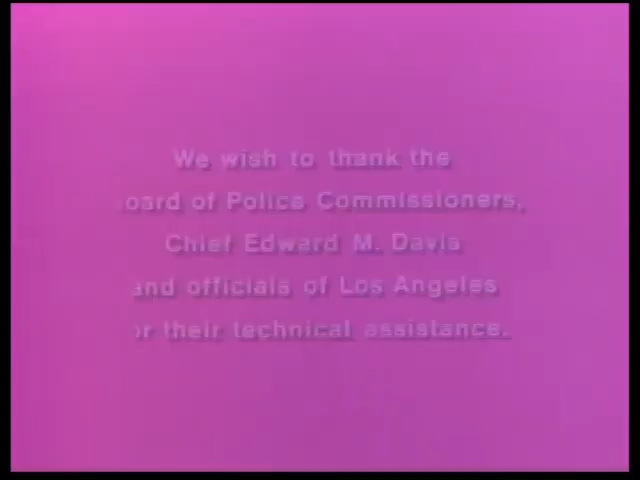 We wish to thank the
oard of Police Commissioners,
Chief Edward M. Davis
and officials of Los Angeles
or their technical assistance.